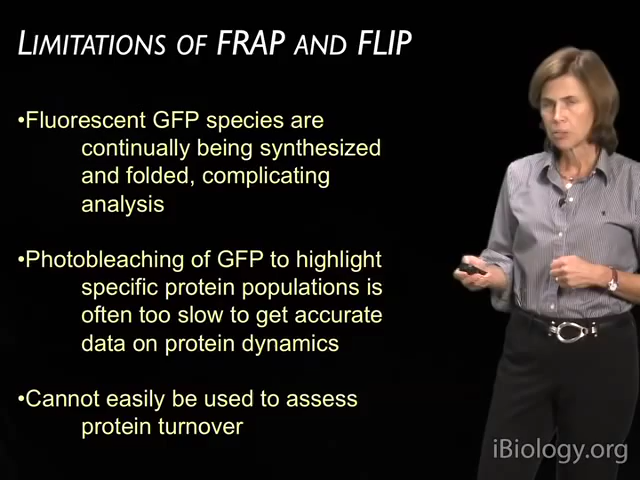 LIMITATIONS OF FRAP AND FLIP
•Fluorescent GFP species are
continually being synthesized
and folded, complicating
analysis
•Photobleaching of GFP to highlight
specific protein populations is
often too slow to get accurate
data on protein dynamics
•Cannot easily be used to assess
protein turnover
iBiology.org